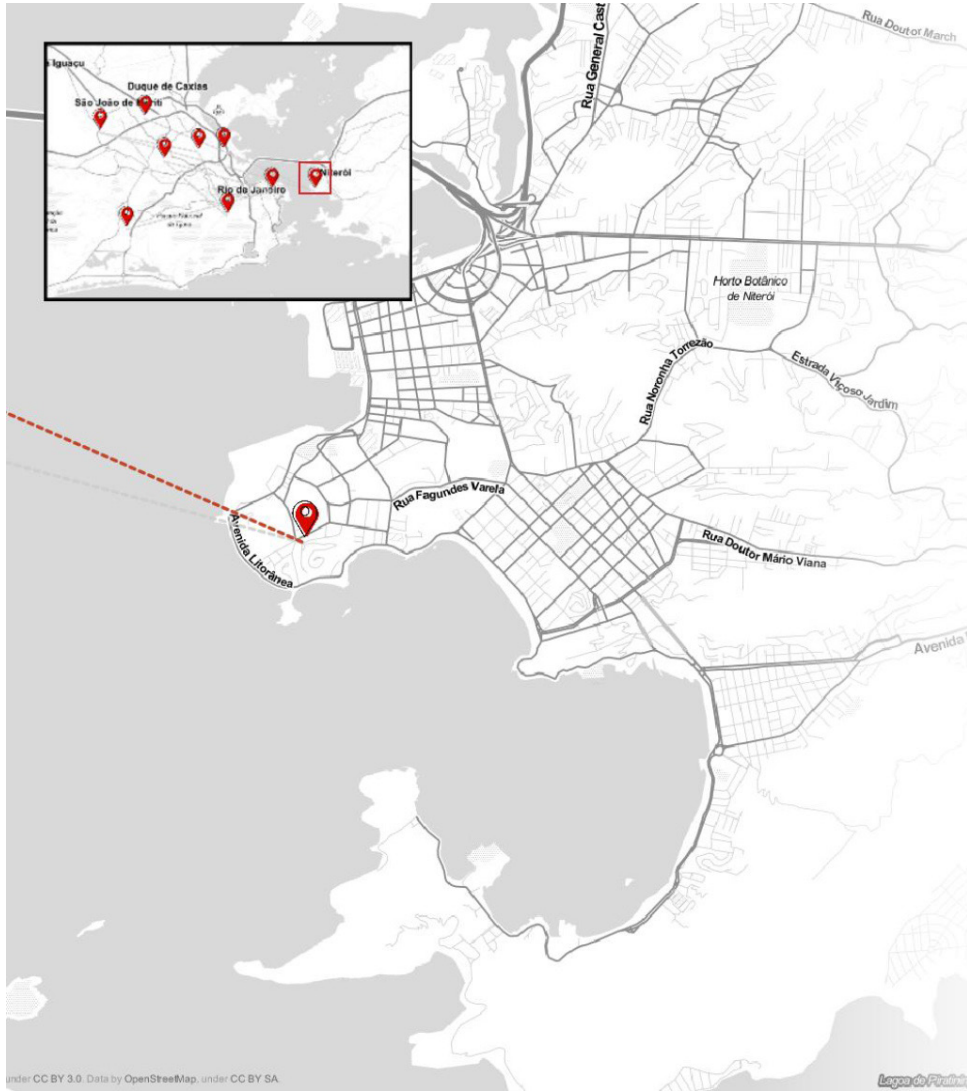 Rua Doutor March
Rua General Cast
Iguaçu
Duque de Caxias
São João de Meriti
Niterói
Rio de Janeiro
Horto Botânico
de Niterói
Rua Noronha Torrezão
Estrada Viçoso Jardim
Rua Fagundes Varela
Avenida Litorânea
Rua Doutor Mário Viana
Avenida
under CC BY 3.0. Data by OpenStreetMap, under CC BY SA.
Lagoa de Piratini